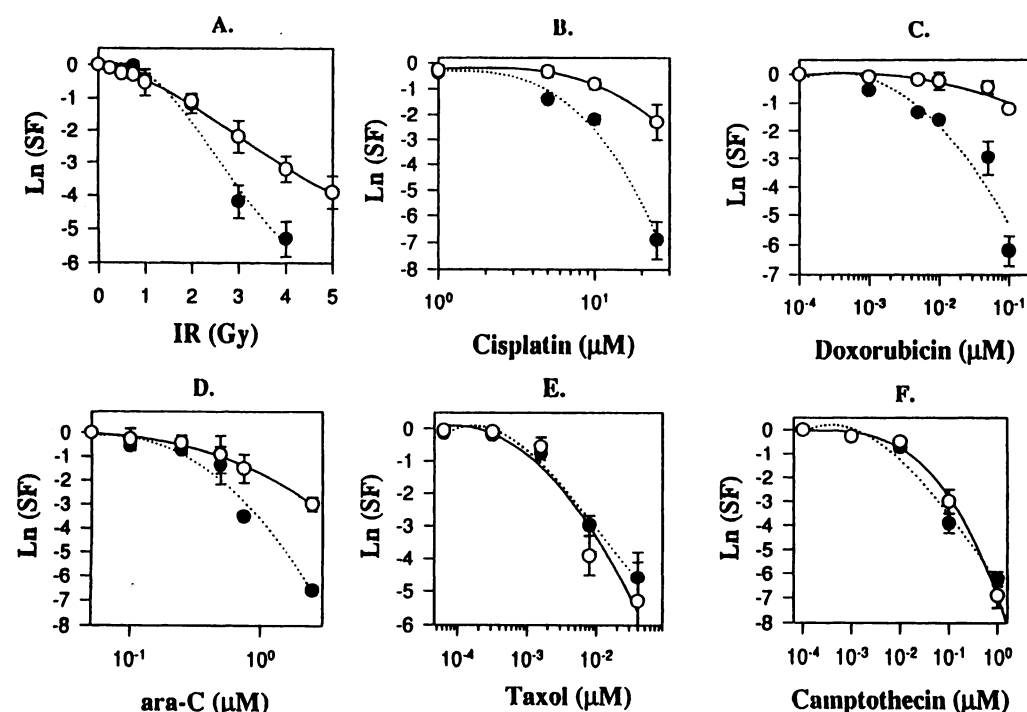 A.
Ln (SF)
0
-1
-2
-3
-4
-5
-6
0 1 2 3 4 5
IR (Gy)
B.
Ln (SF)
0
-1
-2
-3
-4
-5
-6
-7
-8
10⁰ 10¹
Cisplatin (μM)
C.
Ln (SF)
1
0
-1
-2
-3
-4
-5
-6
-7
10⁻⁴ 10⁻³ 10⁻² 10⁻¹
Doxorubicin (μM)
D.
Ln (SF)
0
-1
-2
-3
-4
-5
-6
-7
-8
10⁻¹ 10⁰
ara-C (μM)
E.
Ln (SF)
0
-1
-2
-3
-4
-5
-6
10⁻⁴ 10⁻³ 10⁻²
Taxol (μM)
F.
Ln (SF)
0
-1
-2
-3
-4
-5
-6
-7
-8
10⁻⁴ 10⁻³ 10⁻² 10⁻¹ 10⁰
Camptothecin (μM)